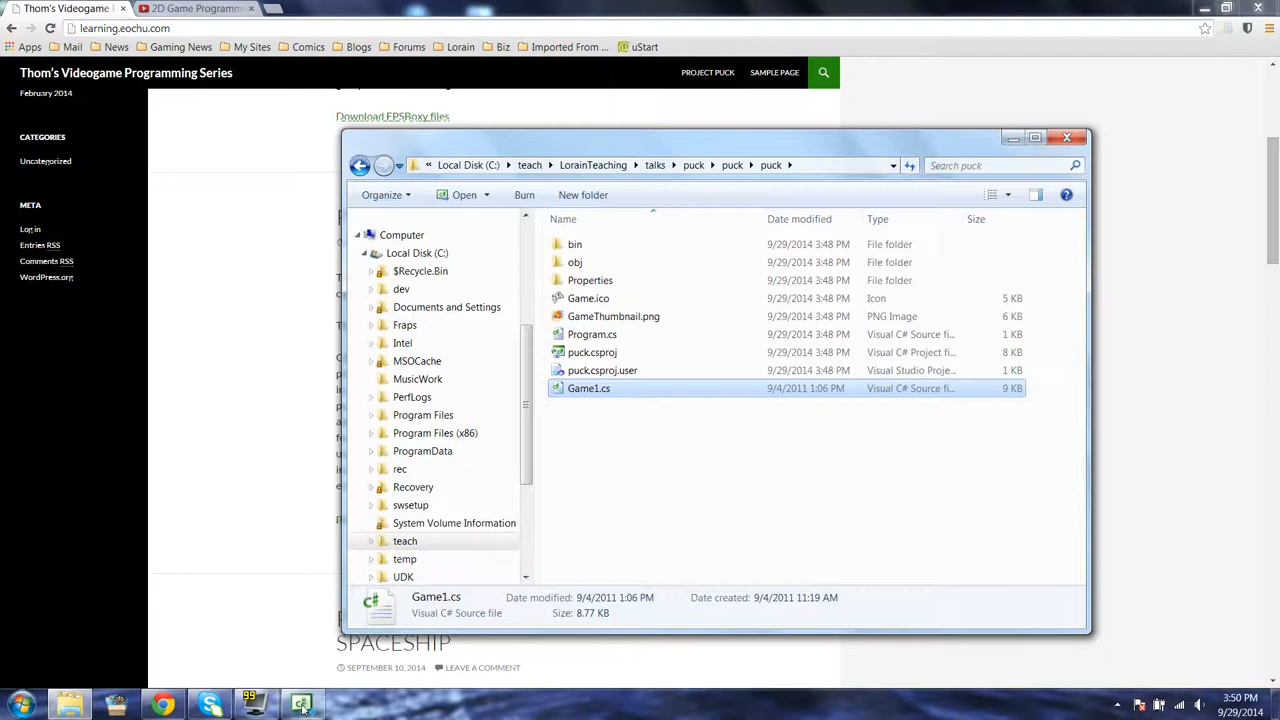 Thom's Videogame P
2D Game Programm
learning.eochu.com
Apps Mail News Gaming News My Sites Comics Blogs Forums Lorain Biz Imported From ... uStart
Thom's Videogame Programming Series
PROJECT PUCK SAMPLE PAGE
February 2014
CATEGORIES
Uncategorized
META
Log in
Entries RSS
Comments RSS
WordPress.org
Download FPSBoxy files
« Local Disk (C:) teach LorainTeaching talks puck puck puck
Search puck
Organize Open Burn New folder
Name Date modified Type Size
Computer
Local Disk (C:)
$Recycle.Bin
dev
Documents and Settings
Fraps
Intel
MSOCache
MusicWork
PerfLogs
Program Files
Program Files (x86)
ProgramData
rec
Recovery
swsetup
System Volume Information
teach
temp
UDK
bin 9/29/2014 3:48 PM File folder
obj 9/29/2014 3:48 PM File folder
Properties 9/29/2014 3:48 PM File folder
Game.ico 9/29/2014 3:48 PM Icon 5 KB
GameThumbnail.png 9/29/2014 3:48 PM PNG Image 6 KB
Program.cs 9/29/2014 3:48 PM Visual C# Source fi... 1 KB
puck.csproj 9/29/2014 3:48 PM Visual C# Project fi... 8 KB
puck.csproj.user 9/29/2014 3:48 PM Visual Studio Proje... 1 KB
Game1.cs 9/4/2011 1:06 PM Visual C# Source fi... 9 KB
Game1.cs Date modified: 9/4/2011 1:06 PM Date created: 9/4/2011 11:19 AM
Visual C# Source file Size: 8.77 KB
SPACESHIP
SEPTEMBER 10, 2014 LEAVE A COMMENT
99
3:50 PM
9/29/2014